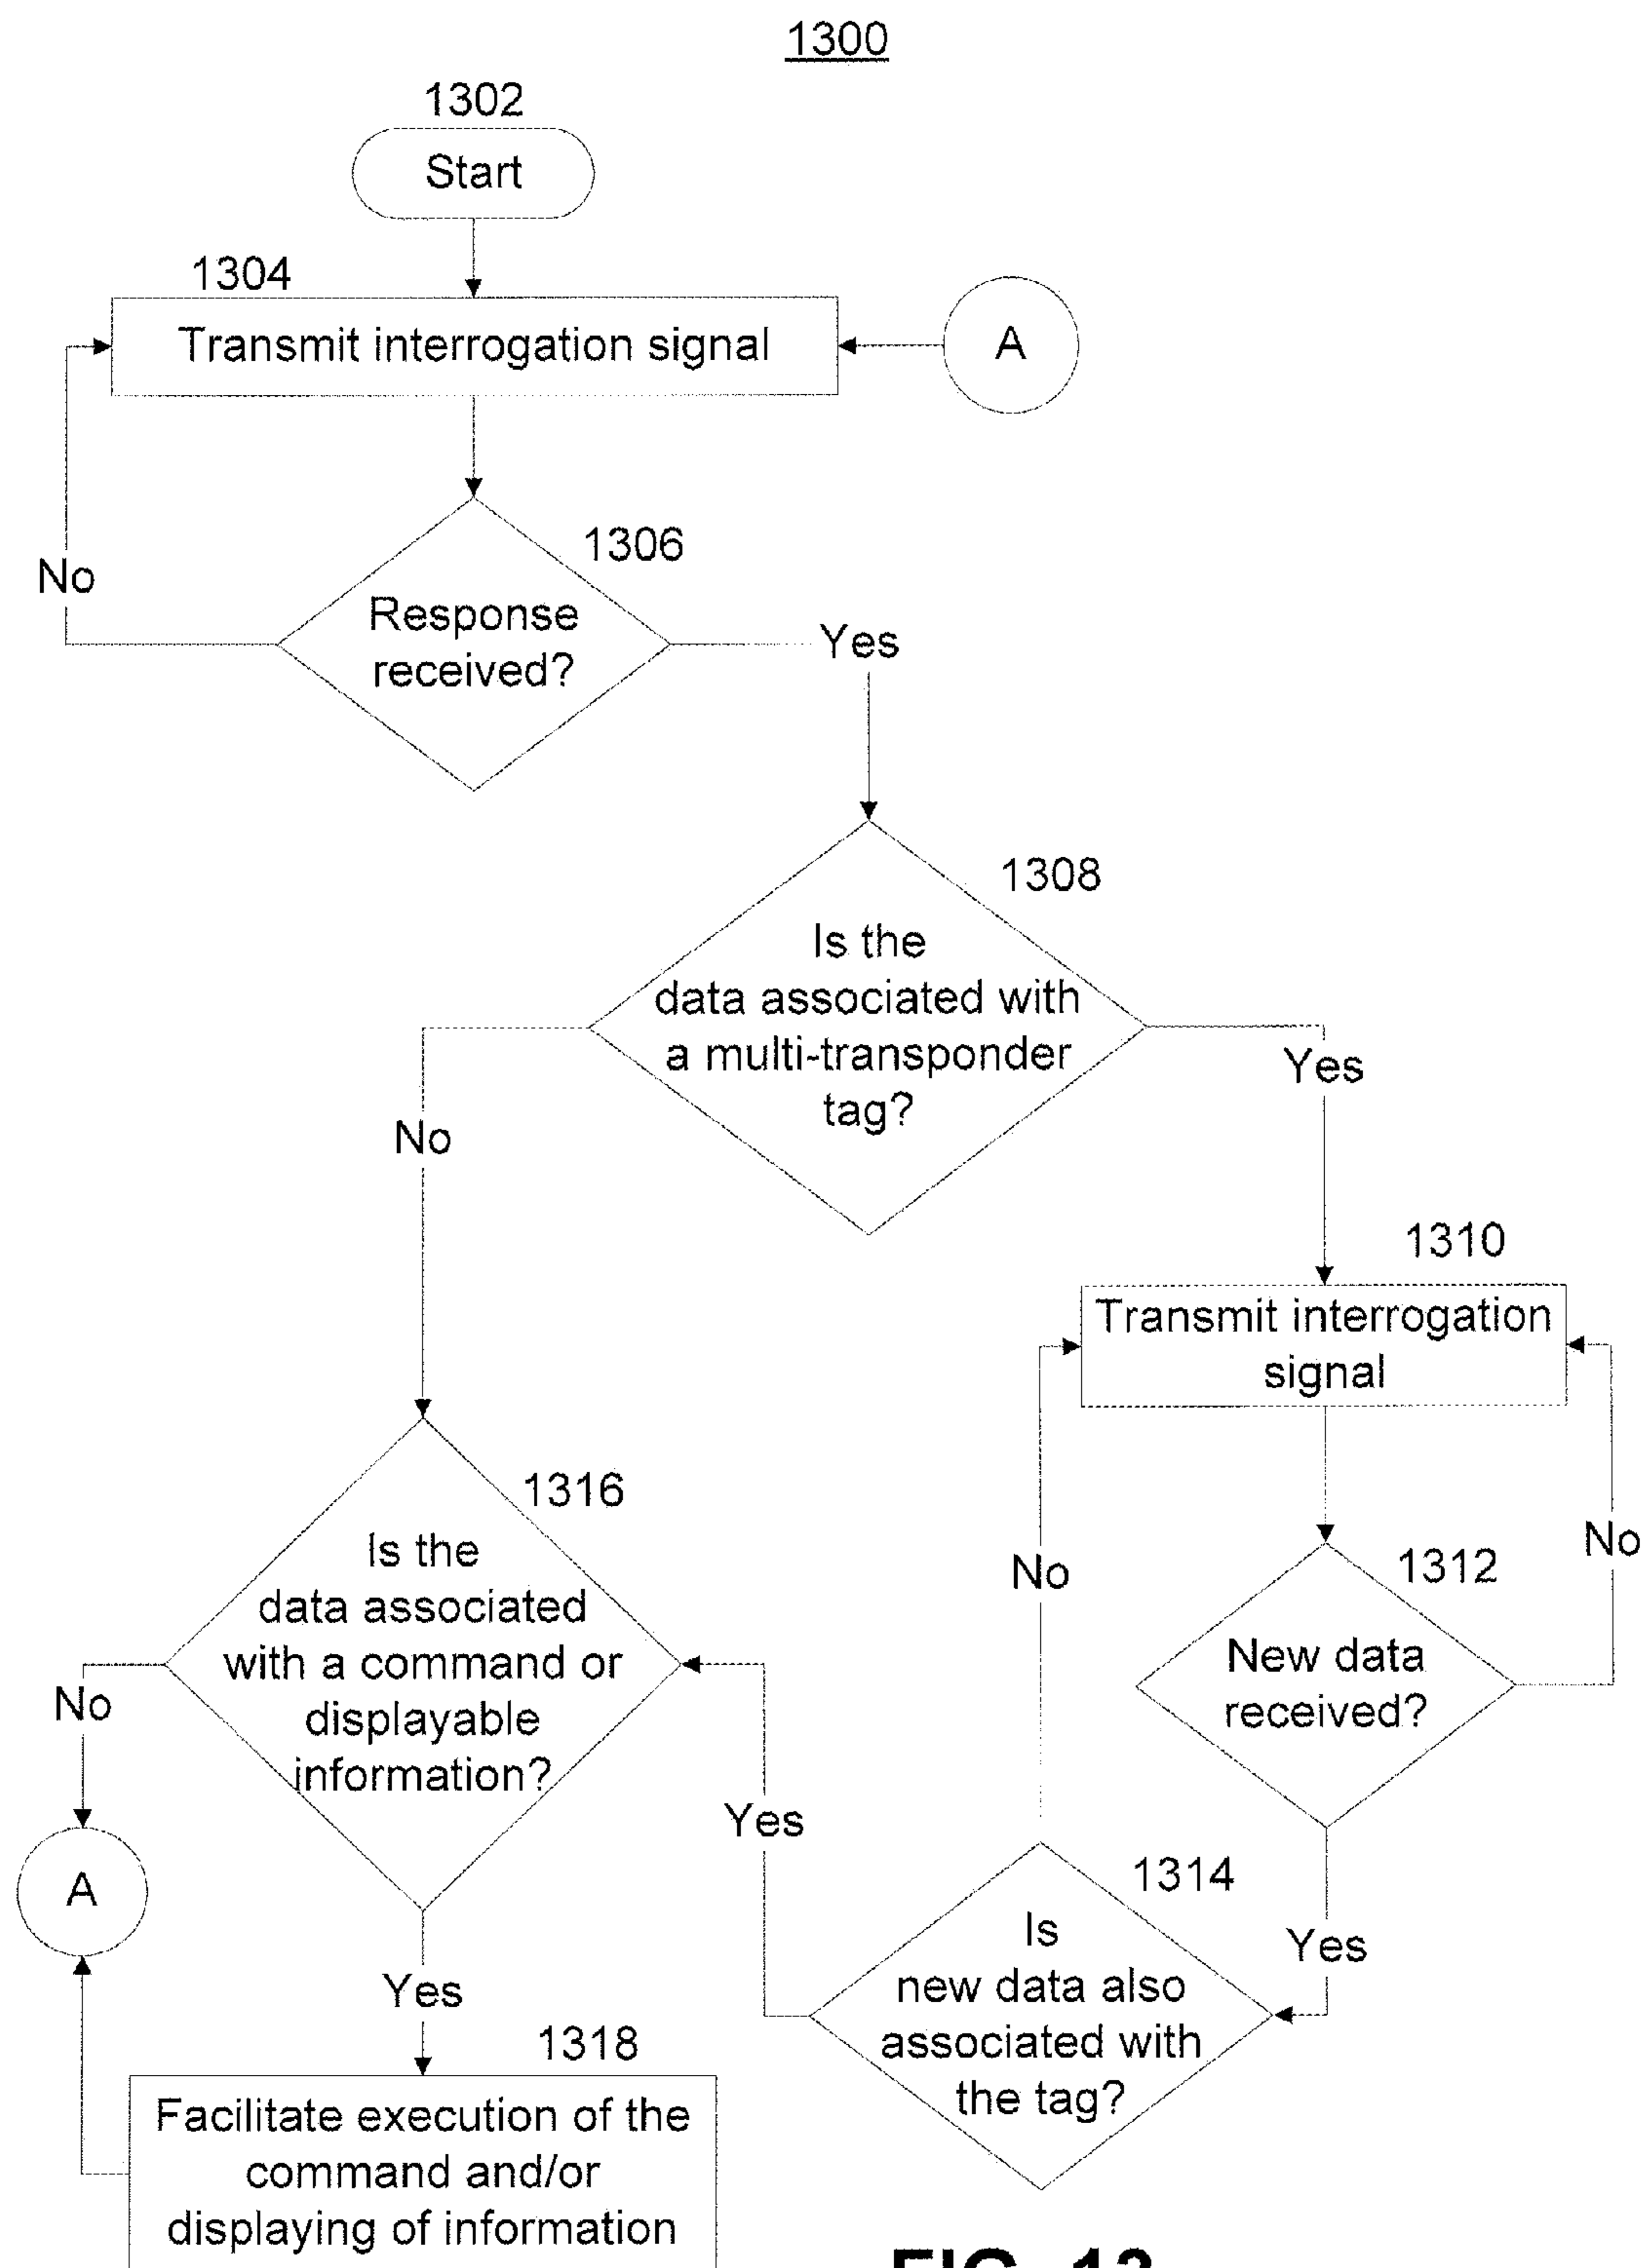 1300
1302
Start
1304
Transmit interrogation signal
A
1306
No
Response
received?
Yes
1308
Is the
data associated with
a multi-transponder
tag?
Yes
No
1310
Transmit interrogation
signal
1316
Is the
data associated
with a command or
displayable
information?
No
No
1312
New data
received?
No
Yes
A
1314
Is
new data also
associated with
the tag?
Yes
Yes
1318
Facilitate execution of the
command and/or
displaying of information
FIG. 13